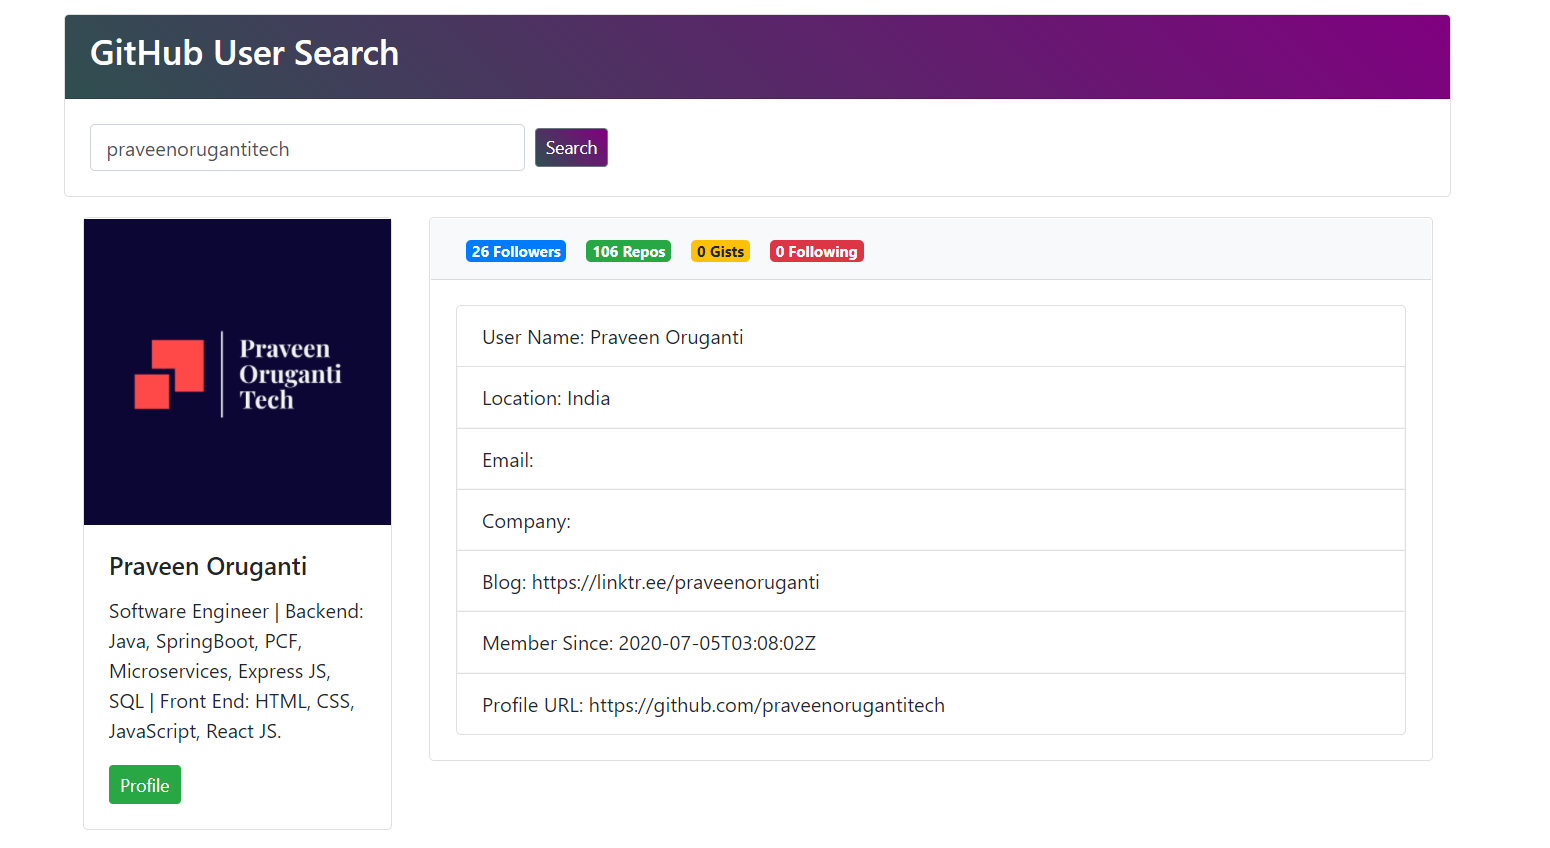 GitHub User Search
praveenorugantitech
Search
Praveen
Oruganti
Tech
Praveen Oruganti
Software Engineer | Backend:
Java, SpringBoot, PCF,
Microservices, Express JS,
SQL | Front End: HTML, CSS,
JavaScript, React JS.
Profile
26 Followers 106 Repos 0 Gists 0 Following
User Name: Praveen Oruganti
Location: India
Email:
Company:
Blog: https://linktr.ee/praveenoruganti
Member Since: 2020-07-05T03:08:02Z
Profile URL: https://github.com/praveenorugantitech